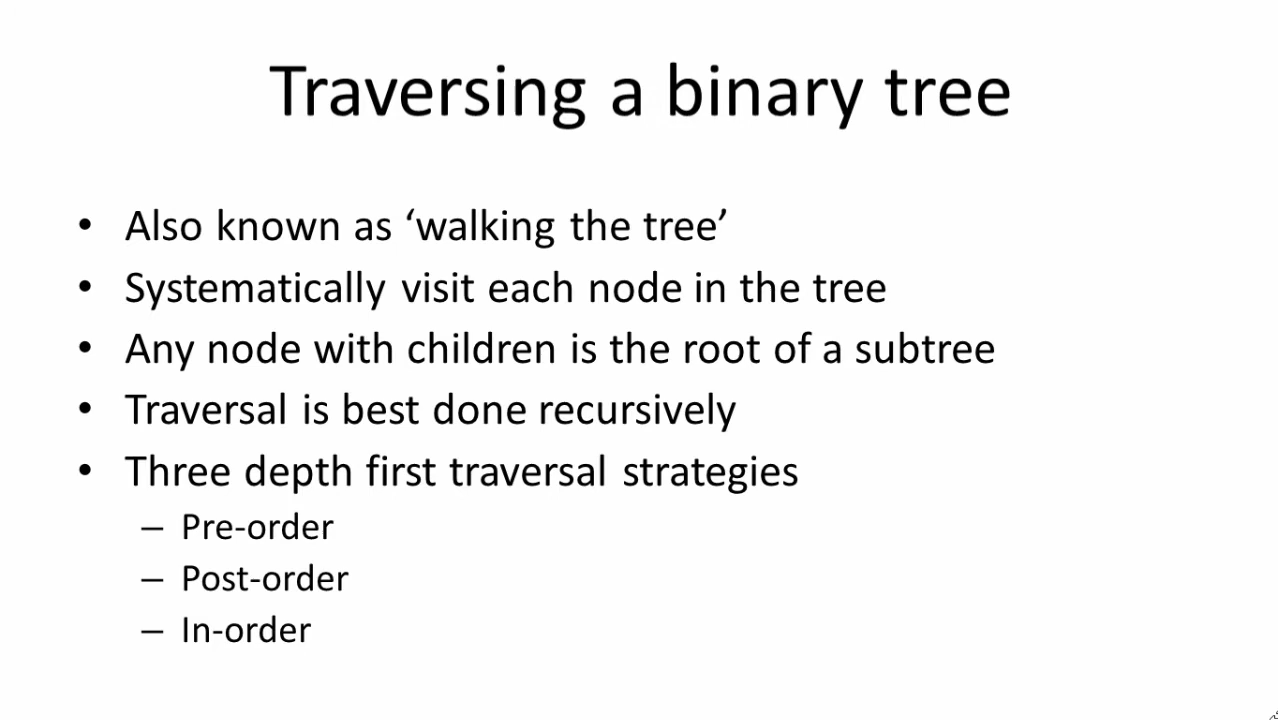 Traversing a binary tree
• Also known as ‘walking the tree’
• Systematically visit each node in the tree
• Any node with children is the root of a subtree
• Traversal is best done recursively
• Three depth first traversal strategies
– Pre-order
– Post-order
– In-order